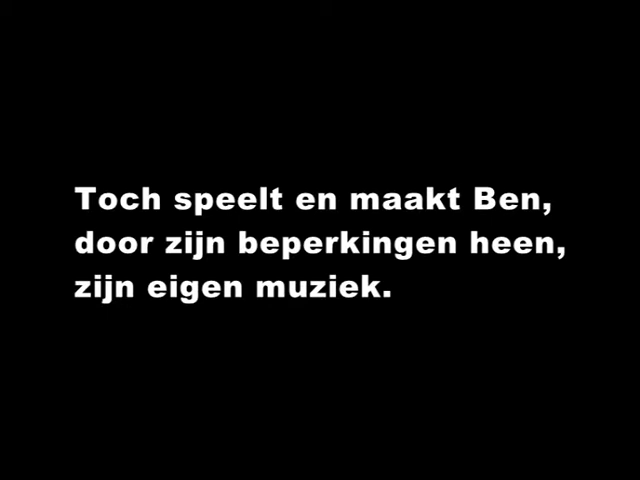 Toch speelt en maakt Ben,
door zijn beperkingen heen,
zijn eigen muziek.